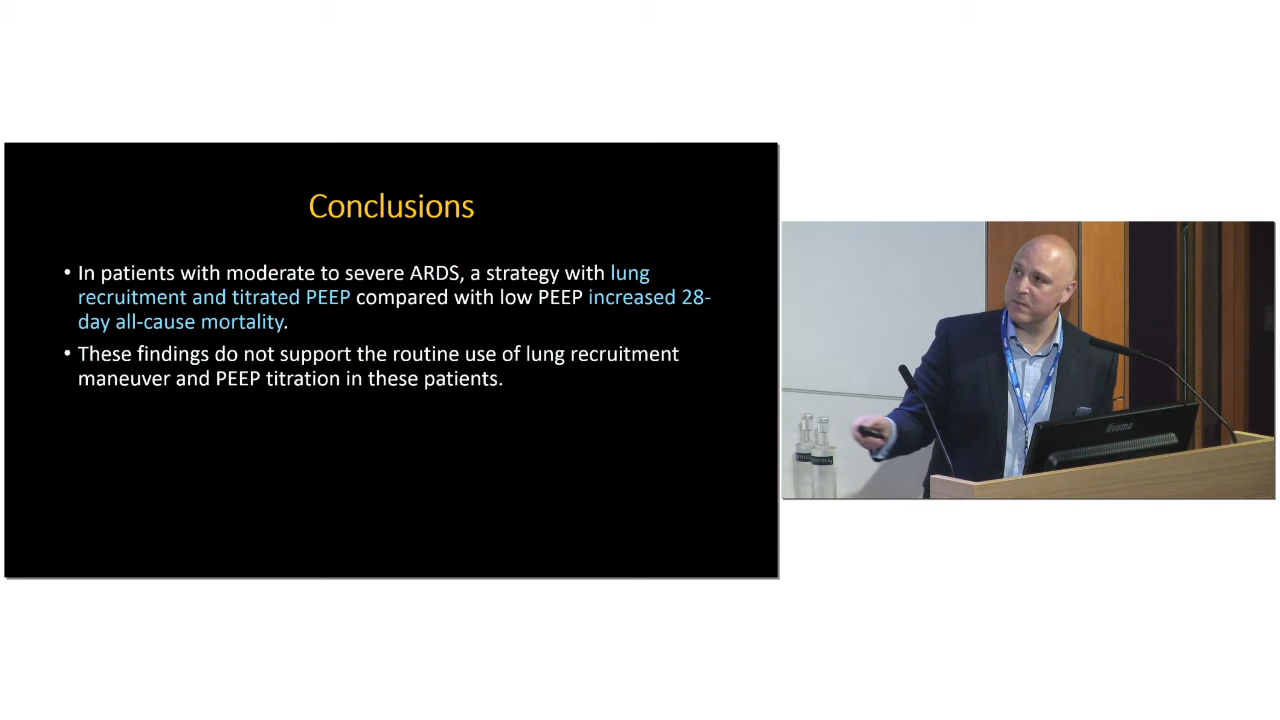 Conclusions
• In patients with moderate to severe ARDS, a strategy with lung
recruitment and titrated PEEP compared with low PEEP increased 28-
day all-cause mortality.
• These findings do not support the routine use of lung recruitment
maneuver and PEEP titration in these patients.
iiyama